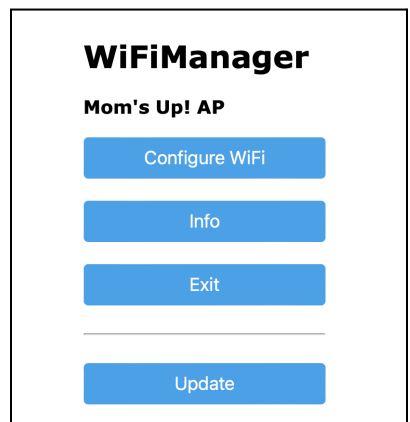 WiFiManager
Mom's Up! AP
Configure WiFi
Info
Exit
Update